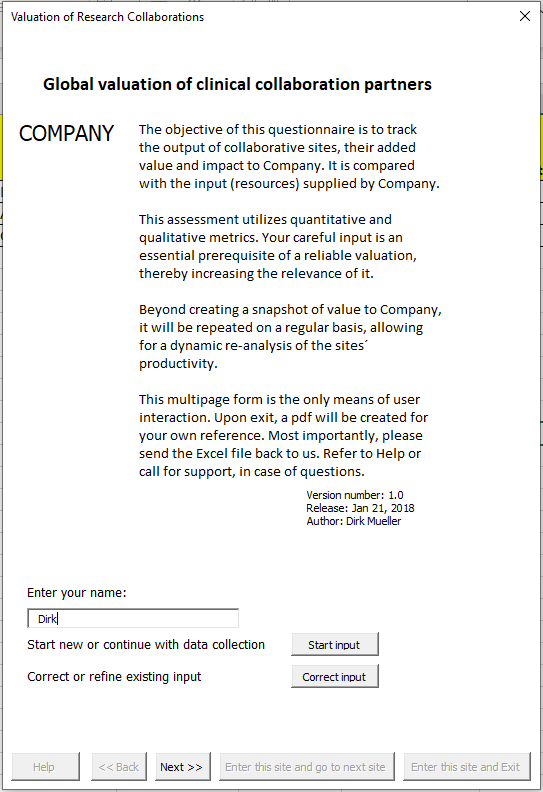 Valuation of Research Collaborations
Global valuation of clinical collaboration partners
COMPANY
The objective of this questionnaire is to track
the output of collaborative sites, their added
value and impact to Company. It is compared
with the input (resources) supplied by Company.
This assessment utilizes quantitative and
qualitative metrics. Your careful input is an
essential prerequisite of a reliable valuation,
thereby increasing the relevance of it.
Beyond creating a snapshot of value to Company,
it will be repeated on a regular basis, allowing
for a dynamic re-analysis of the sites´
productivity.
This multipage form is the only means of user
interaction. Upon exit, a pdf will be created for
your own reference. Most importantly, please
send the Excel file back to us. Refer to Help or
call for support, in case of questions.
Version number: 1.0
Release: Jan 21, 2018
Author: Dirk Mueller
Enter your name:
Dirk
Start new or continue with data collection
Start input
Correct or refine existing input
Correct input
Help
<< Back
Next >>
Enter this site and go to next site
Enter this site and Exit